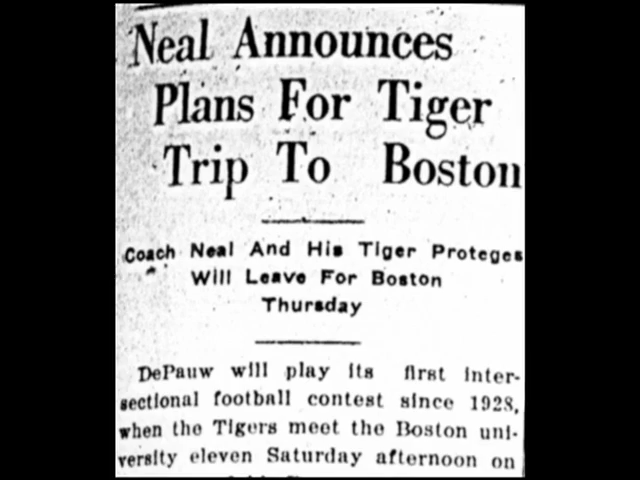 Neal Announces
Plans For Tiger
Trip To Boston
Coach Neal And His Tiger Proteges
Will Leave For Boston
Thursday
DePauw will play its first inter-
sectional football contest since 1928,
when the Tigers meet the Boston uni-
versity eleven Saturday afternoon on